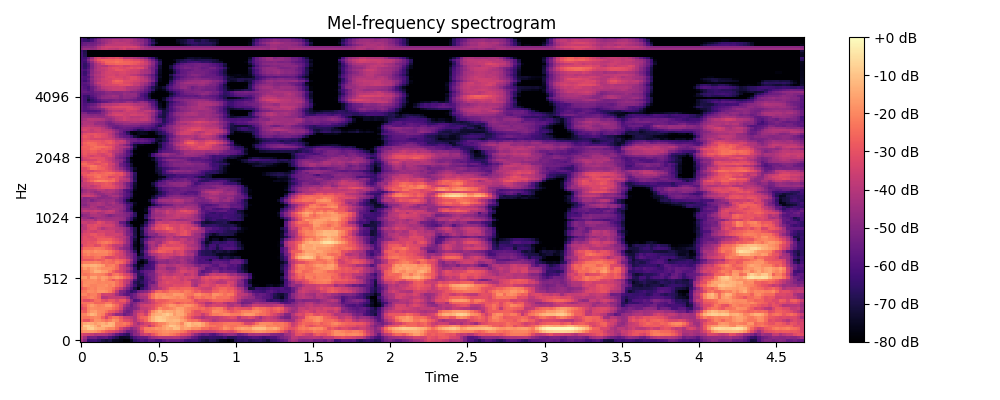 Mel-frequency spectrogram
Hz
4096
2048
1024
512
0
0 0.5 1 1.5 2 2.5 3 3.5 4 4.5
Time
+0 dB
-10 dB
-20 dB
-30 dB
-40 dB
-50 dB
-60 dB
-70 dB
-80 dB